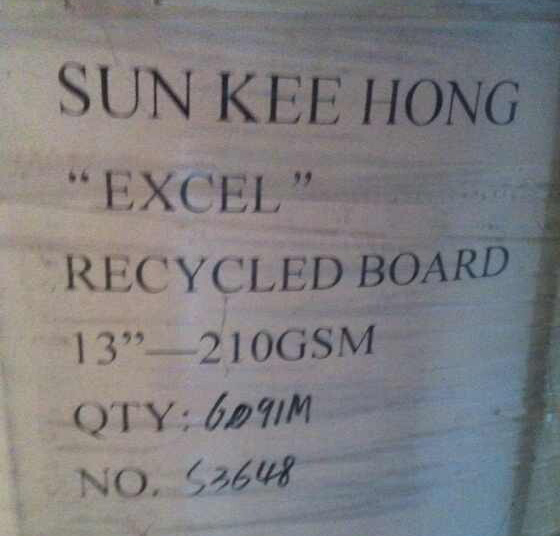 SUN KEE HONG
“EXCEL”
RECYCLED BOARD
13”—210GSM
QTY: 6091M
NO. S3648